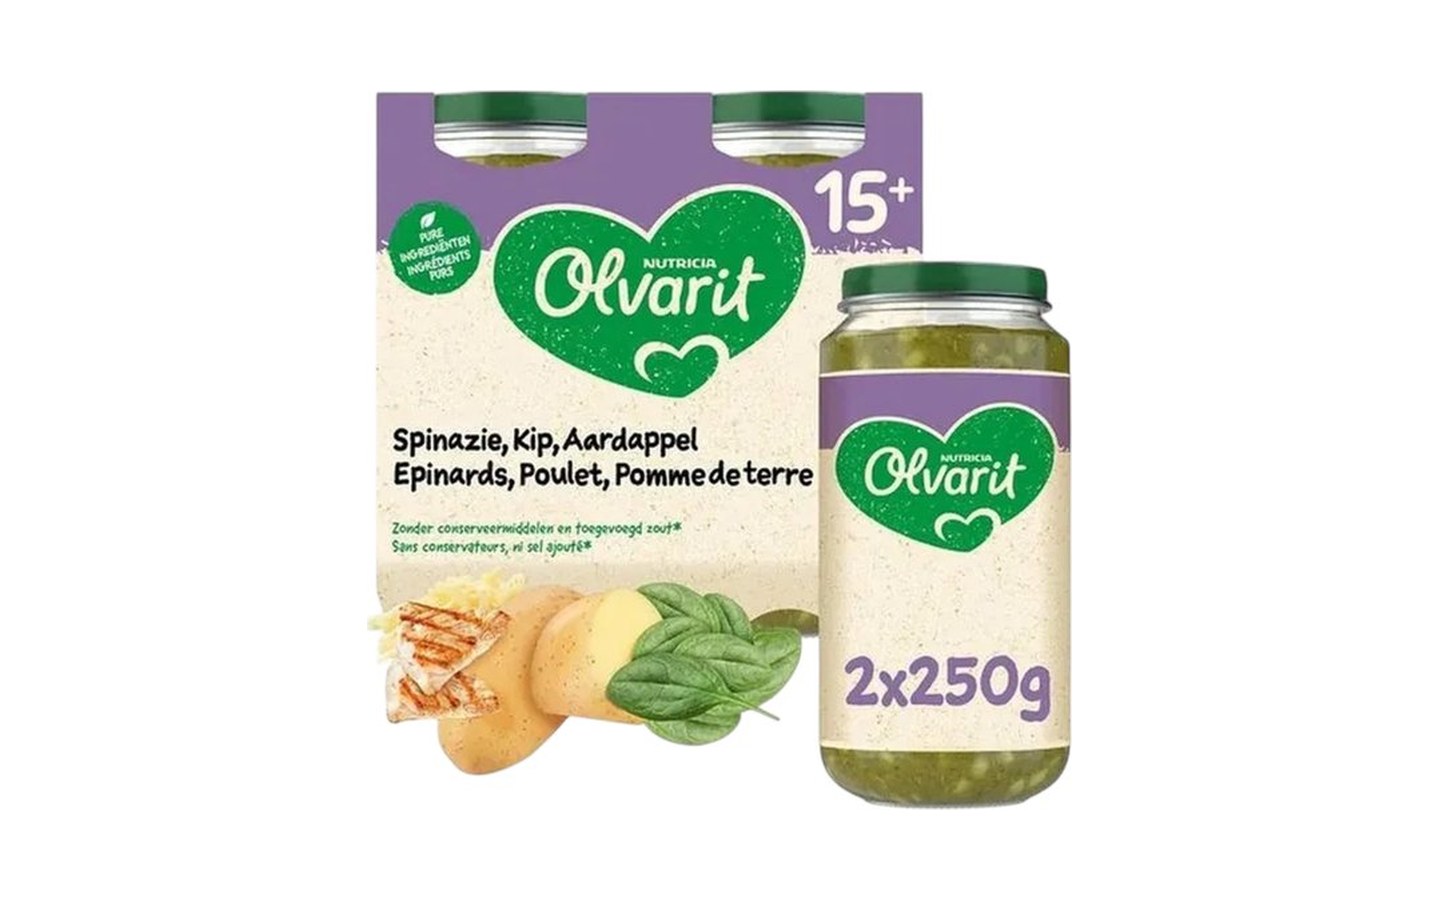 15+
PURE
INGREDIËNTEN
INGRÉDIENTS
PURS
NUTRICIA
Olvarit
Spinazie, Kip, Aardappel
Epinards, Poulet, Pomme de terre
Zonder conserveermiddelen en toegevoegd zout*
Sans conservateurs, ni sel ajouté*
NUTRICIA
Olvarit
2x250g